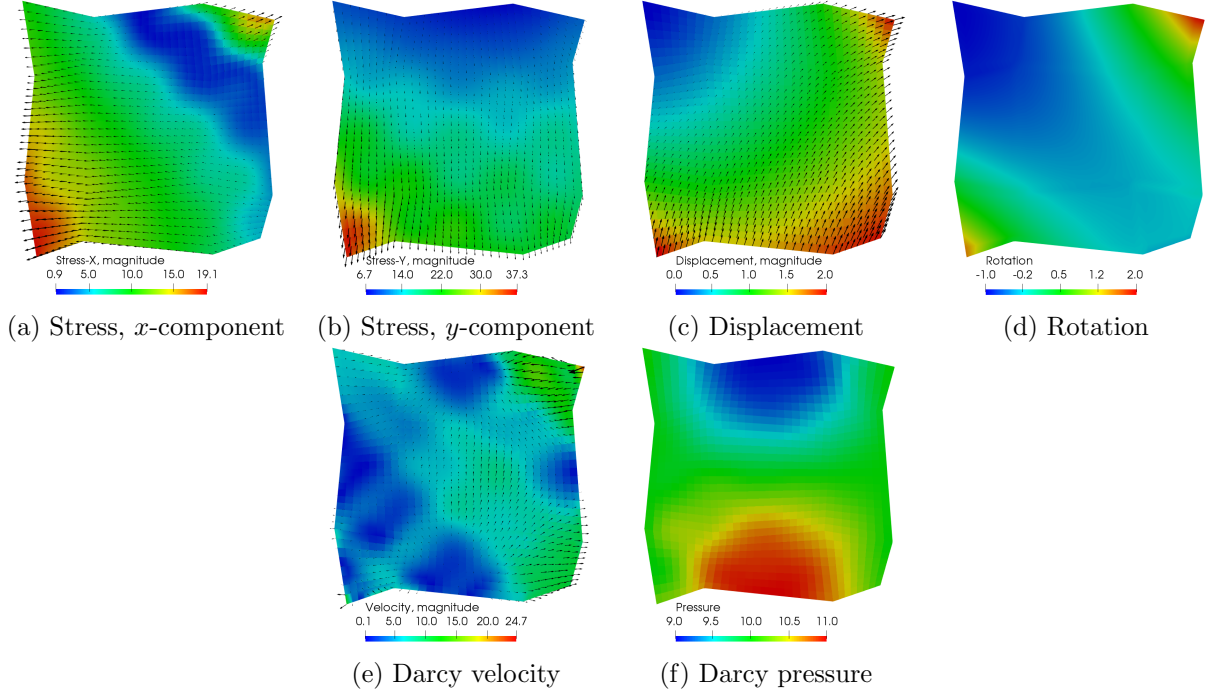 Stress-X, magnitude
0.9 5.0 10.0 15.0 19.1
Stress-Y, magnitude
6.7 14.0 22.0 30.0 37.3
Displacement, magnitude
0.0 0.5 1.0 1.5 2.0
Rotation
-1.0 -0.2 0.5 1.2 2.0
(a) Stress, x-component
(b) Stress, y-component
(c) Displacement
(d) Rotation
Velocity, magnitude
0.1 5.0 10.0 15.0 20.0 24.7
Pressure
9.0 9.5 10.0 10.5 11.0
(e) Darcy velocity
(f) Darcy pressure